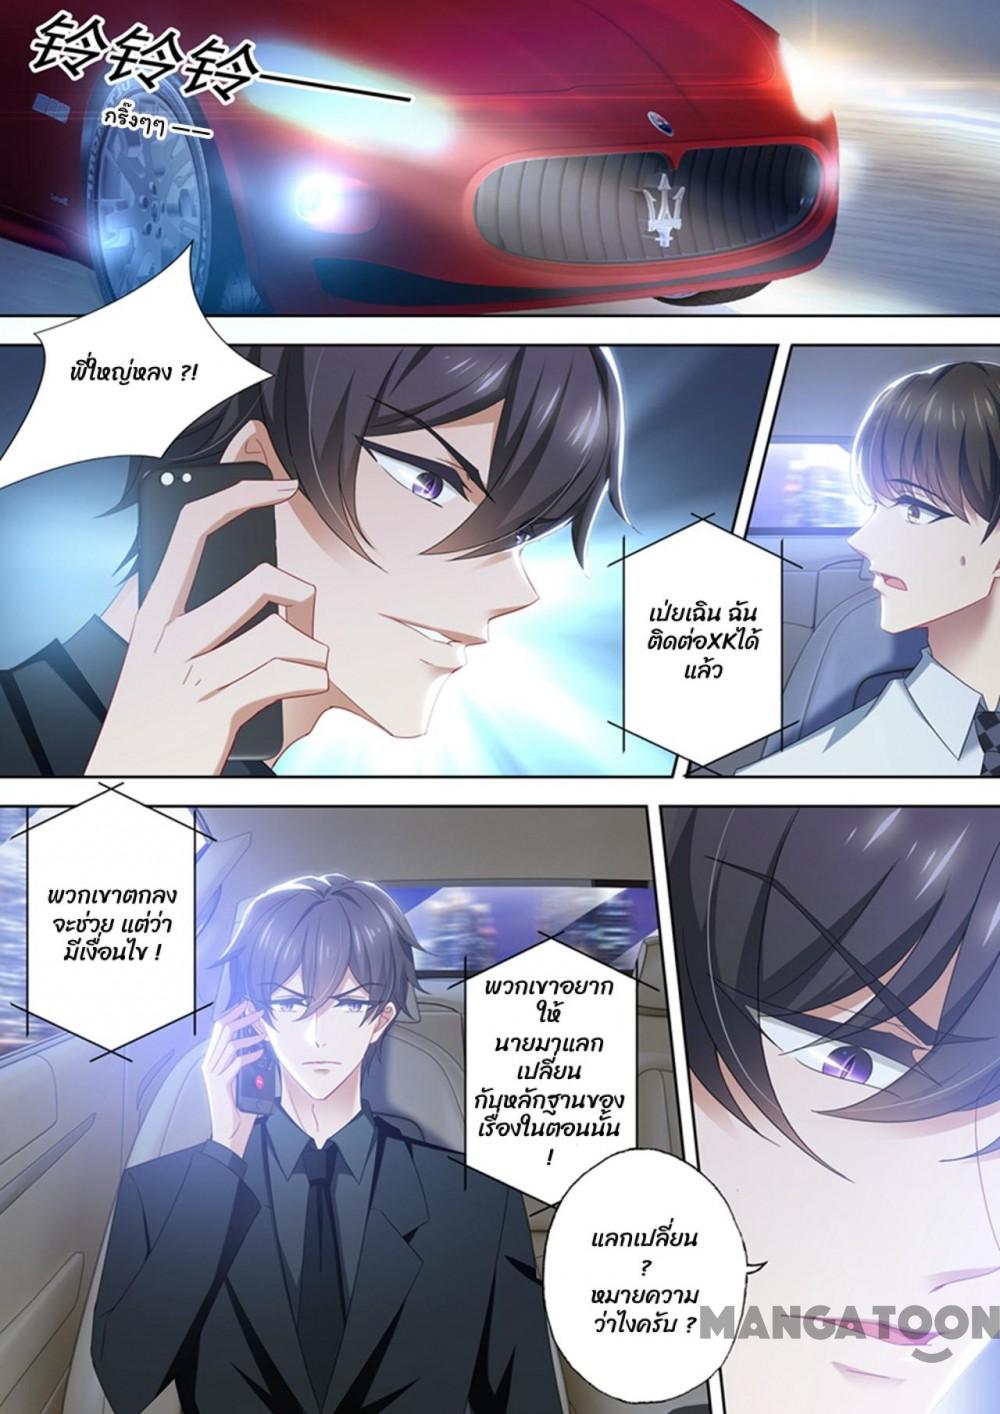 铃铃铃——
กริ๊งๆๆ ——
พี่ใหญ่หลง ?!
เป่ยเฉิน ฉัน
ติดต่อXKได้
แล้ว
พวกเขาตกลง
จะช่วย แต่ว่า
มีเงื่อนไข !
พวกเขาอยาก
ให้
นายมาแลก
เปลี่ยน
กับหลักฐานของ
เรื่องในตอนนั้น
!
แลกเปลี่ยน
?
หมายความ
ว่าไงครับ ?
MANGATOON